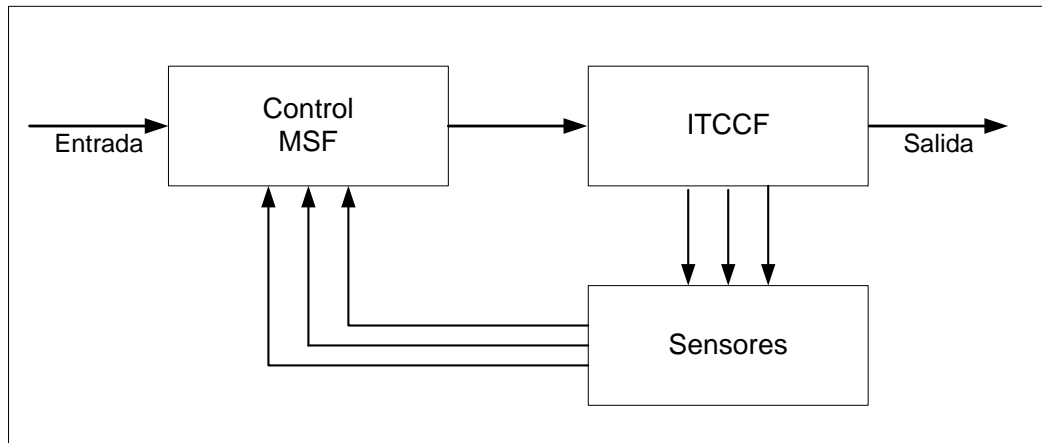 Entrada
Control
MSF
ITCCF
Salida
Sensores